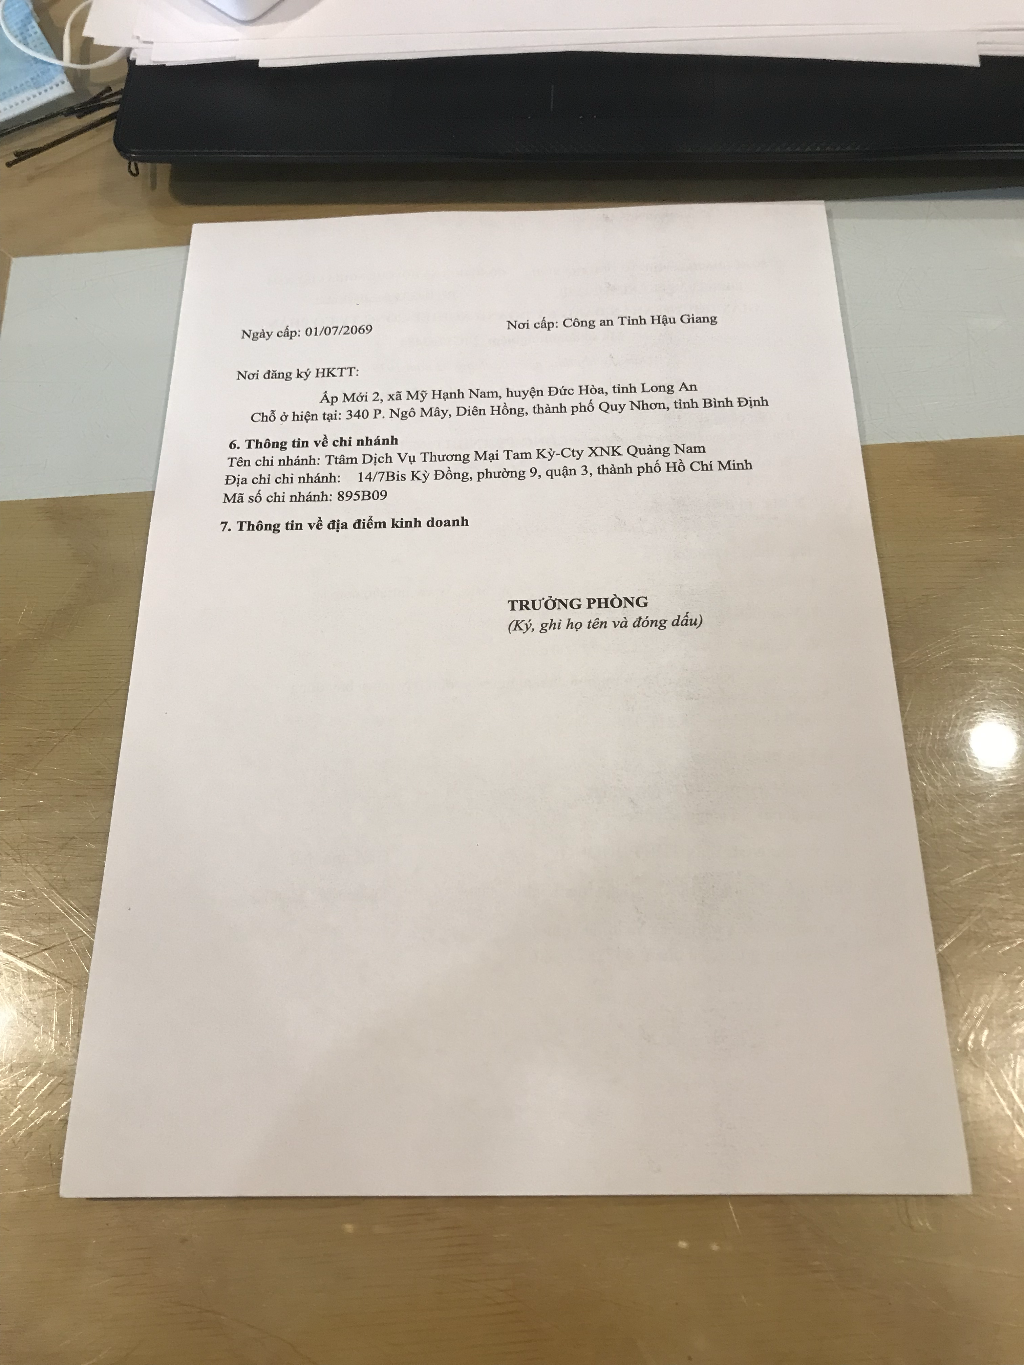 Ngày cấp: 01/07/2069 Nơi cấp: Công an Tỉnh Hậu Giang
Nơi đăng ký HKTT:
Ấp Mới 2, xã Mỹ Hạnh Nam, huyện Đức Hòa, tỉnh Long An
Chỗ ở hiện tại: 340 P. Ngô Mây, Diên Hồng, thành phố Quy Nhơn, tỉnh Bình Định
6. Thông tin về chi nhánh
Tên chi nhánh: Ttâm Dịch Vụ Thương Mại Tam Kỳ-Cty XNK Quảng Nam
Địa chỉ chi nhánh: 14/7Bis Kỳ Đồng, phường 9, quận 3, thành phố Hồ Chí Minh
Mã số chi nhánh: 895B09
7. Thông tin về địa điểm kinh doanh
TRƯỞNG PHÒNG
(Ký, ghi họ tên và đóng dấu)